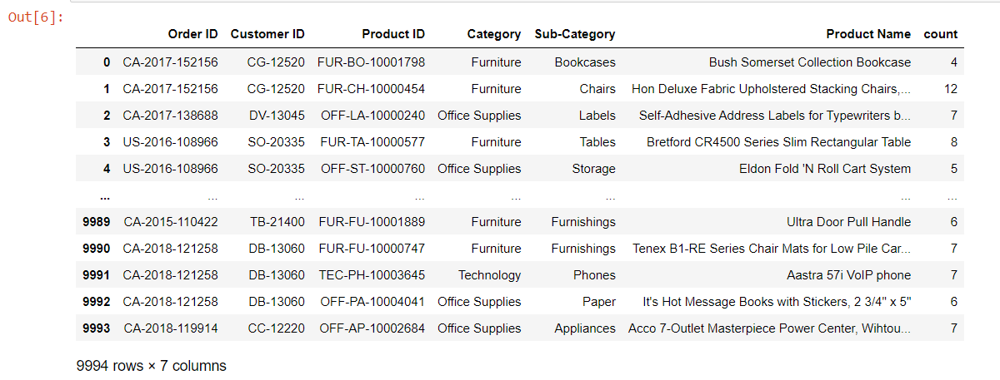 Out[6]:
Order ID Customer ID Product ID Category Sub-Category Product Name count
0 CA-2017-152156 CG-12520 FUR-BO-10001798 Furniture Bookcases Bush Somerset Collection Bookcase 4
1 CA-2017-152156 CG-12520 FUR-CH-10000454 Furniture Chairs Hon Deluxe Fabric Upholstered Stacking Chairs,... 12
2 CA-2017-138688 DV-13045 OFF-LA-10000240 Office Supplies Labels Self-Adhesive Address Labels for Typewriters b... 7
3 US-2016-108966 SO-20335 FUR-TA-10000577 Furniture Tables Bretford CR4500 Series Slim Rectangular Table 8
4 US-2016-108966 SO-20335 OFF-ST-10000760 Office Supplies Storage Eldon Fold 'N Roll Cart System 5
... ... ... ... ... ... ... ...
9989 CA-2015-110422 TB-21400 FUR-FU-10001889 Furniture Furnishings Ultra Door Pull Handle 6
9990 CA-2018-121258 DB-13060 FUR-FU-10000747 Furniture Furnishings Tenex B1-RE Series Chair Mats for Low Pile Car... 7
9991 CA-2018-121258 DB-13060 TEC-PH-10003645 Technology Phones Aastra 57i VoIP phone 7
9992 CA-2018-121258 DB-13060 OFF-PA-10004041 Office Supplies Paper It's Hot Message Books with Stickers, 2 3/4" x 5" 6
9993 CA-2018-119914 CC-12220 OFF-AP-10002684 Office Supplies Appliances Acco 7-Outlet Masterpiece Power Center, Wihtou... 7
9994 rows × 7 columns